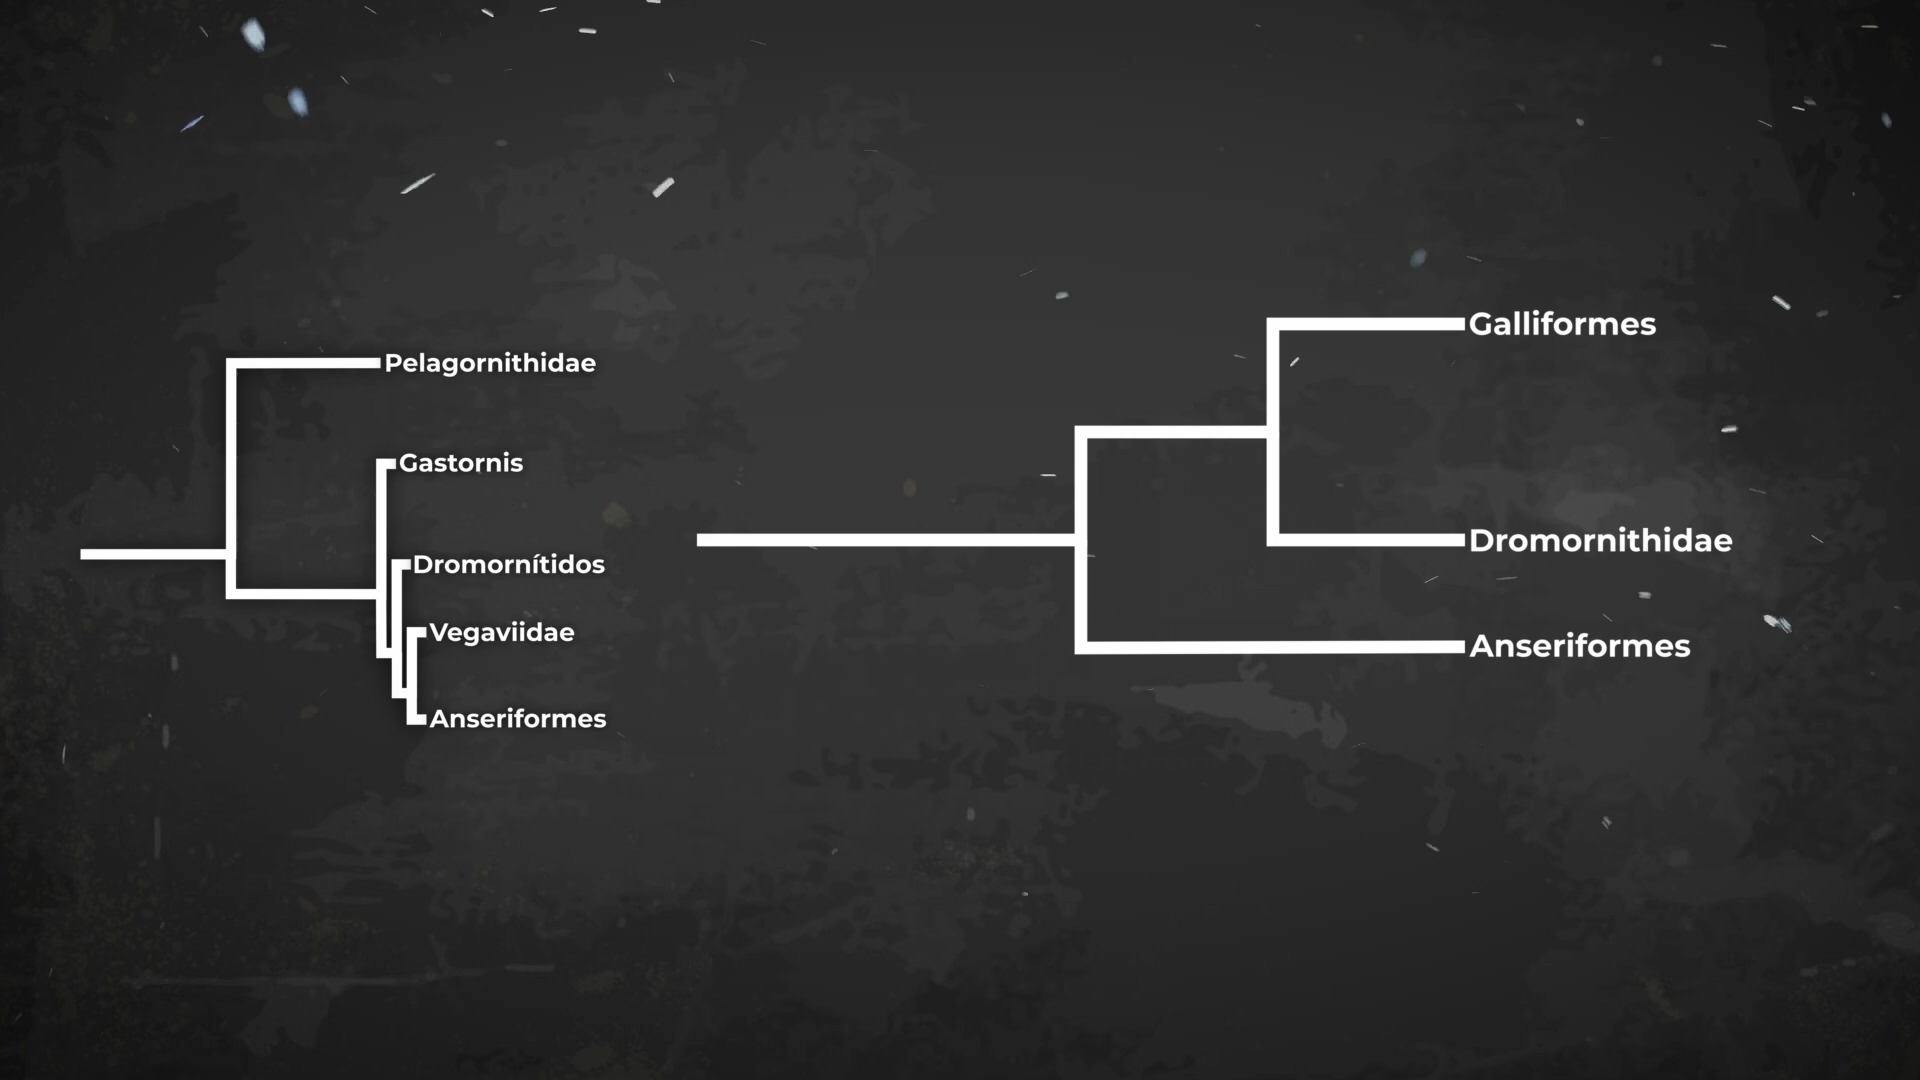 Pelagornithidae
Gastornis
Dromornítidos
Vegaviidae
Anseriformes
Galliformes
Dromornithidae
Anseriformes